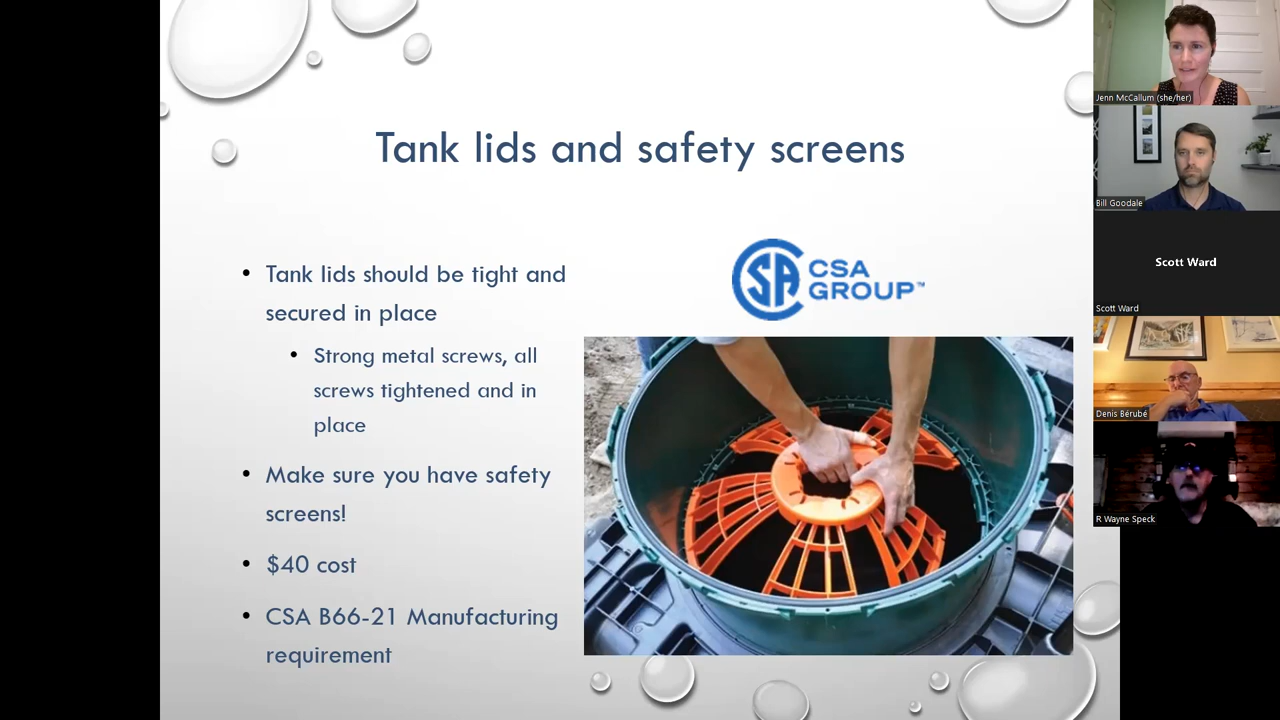 Tank lids and safety screens
Tank lids should be tight and
secured in place
Strong metal screws, all
screws tightened and in
place
Make sure you have safety
screens!
$40 cost
CSA B66-21 Manufacturing
requirement
CSA
CSA
GROUP™
Jenn McCallum (she/her)
Bill Goodale
Scott Ward
Scott Ward
Denis Bérubé
R Wayne Speck